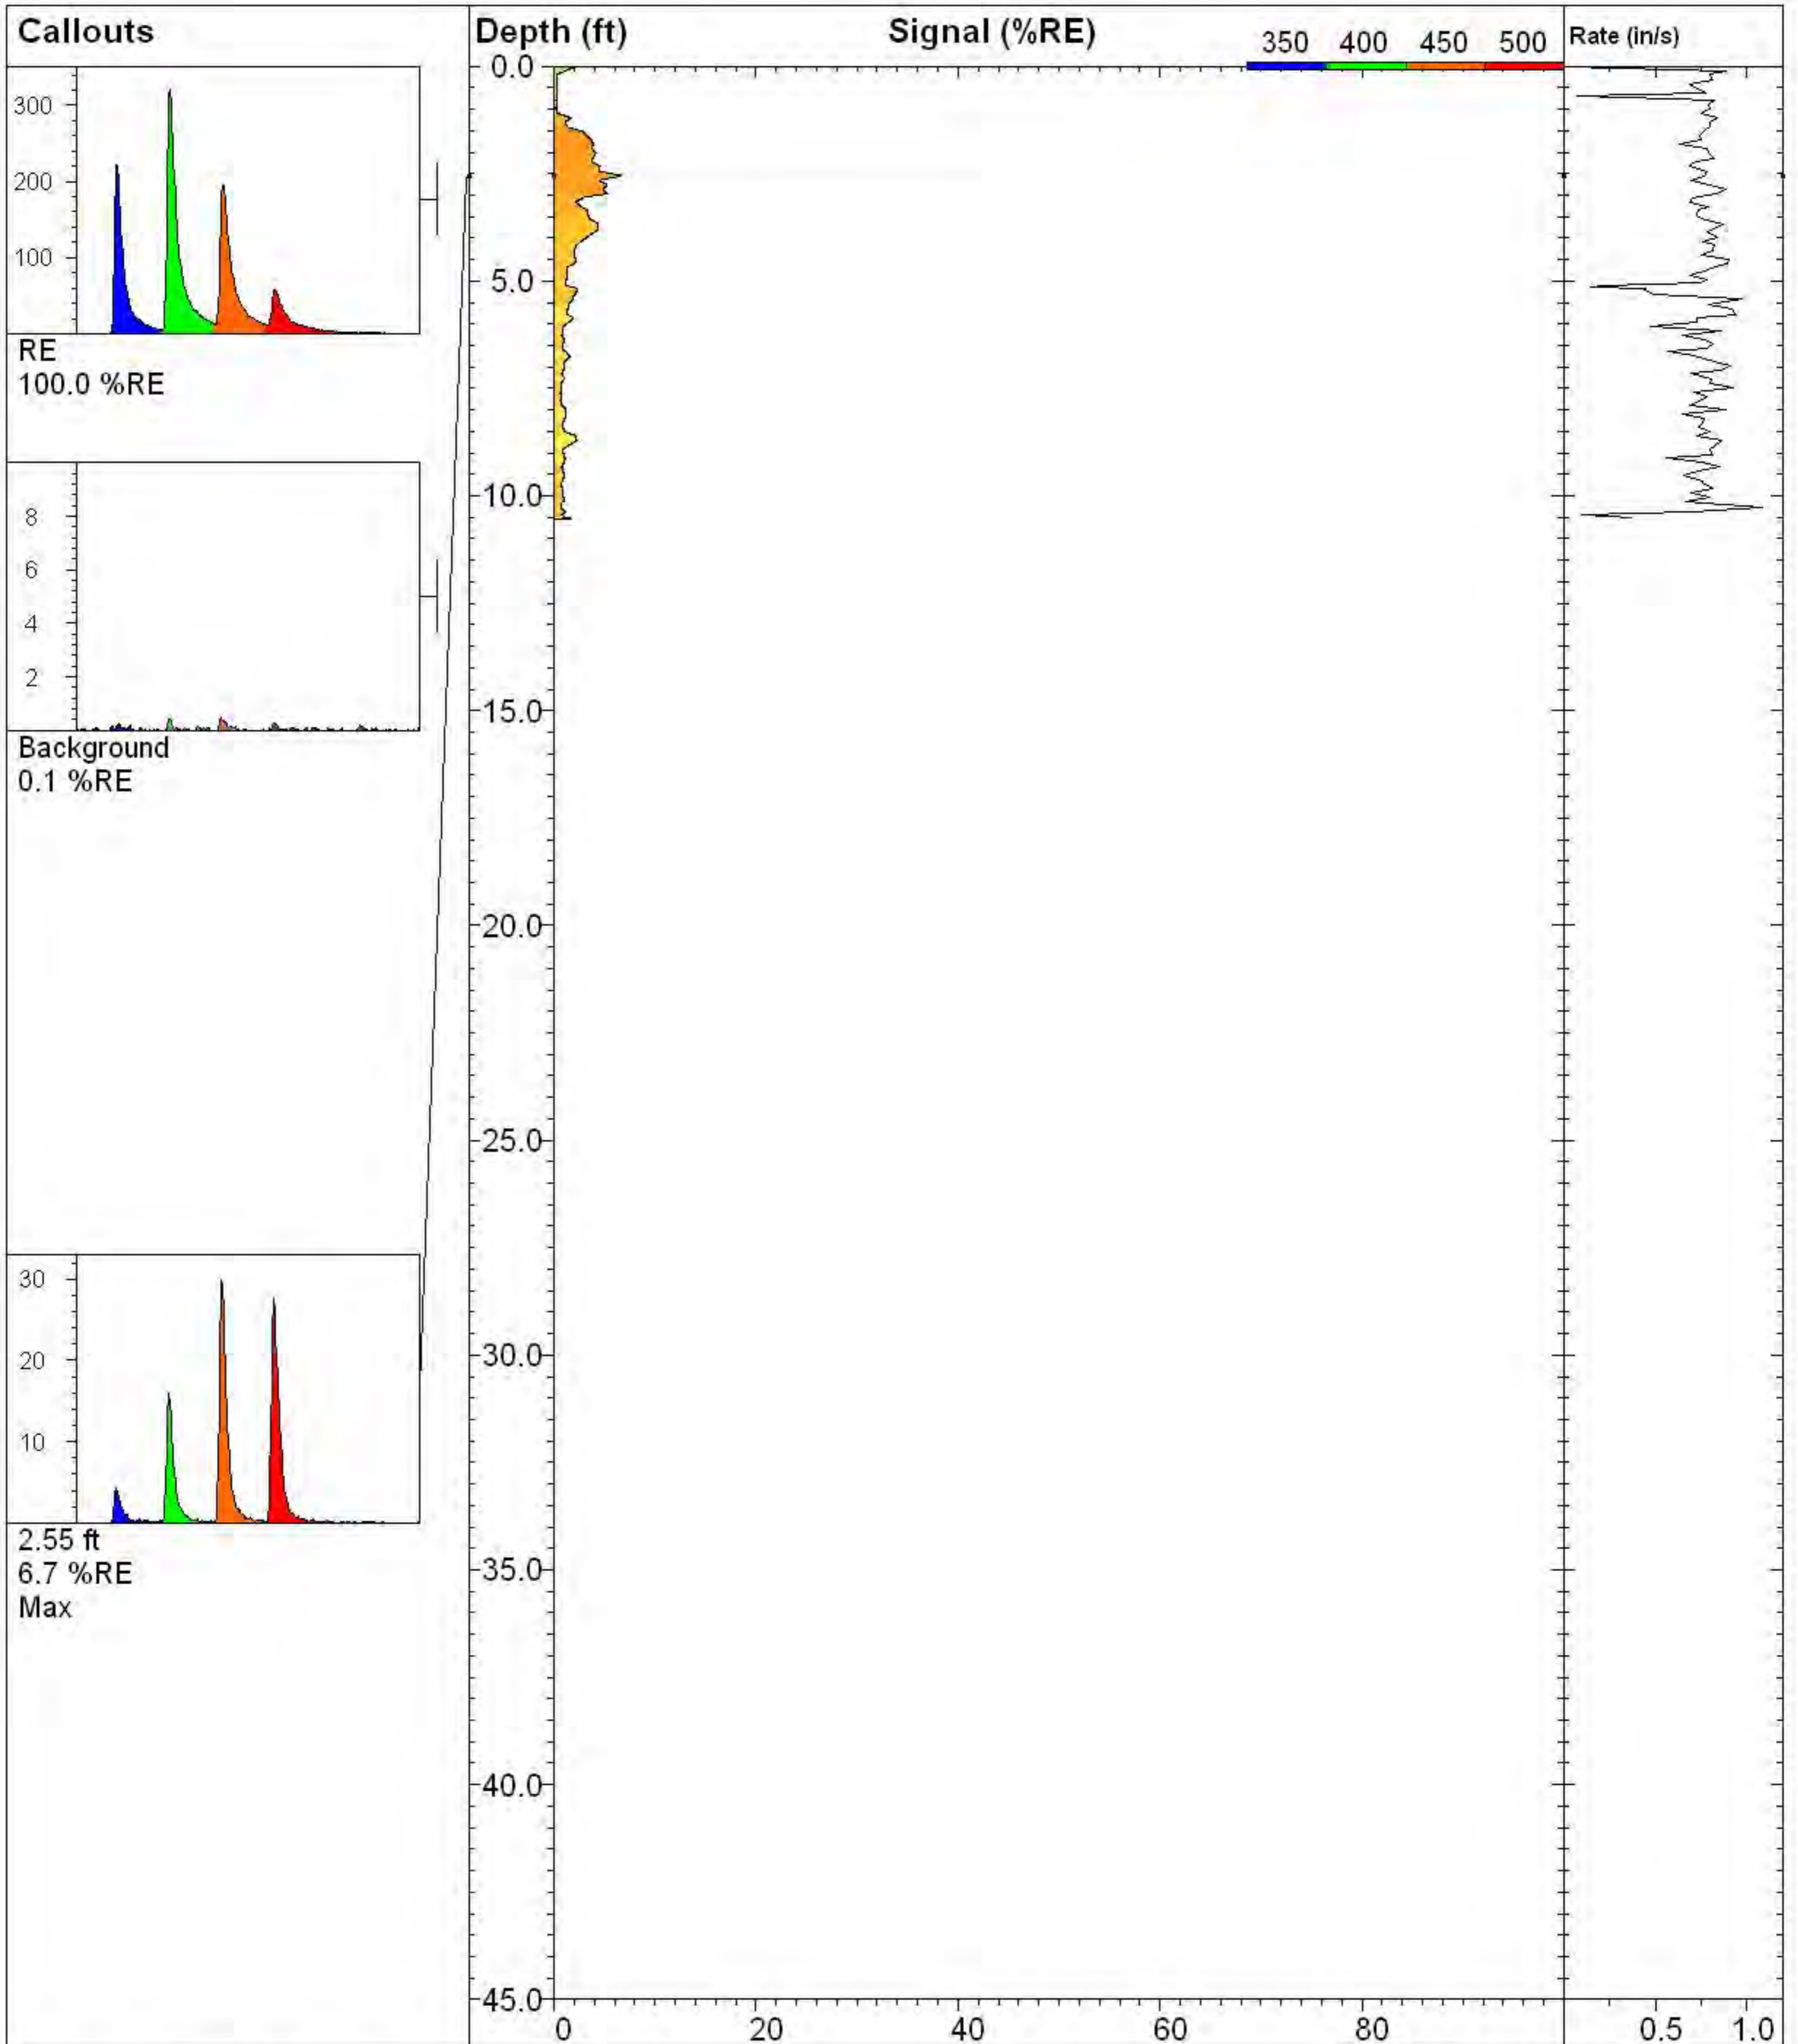 Callouts
Depth (ft)
Signal (%RE)
350 400 450 500
Rate (in/s)
300
200
100
RE
100.0 %RE
8
6
4
2
Background
0.1 %RE
30
20
10
2.55 ft
6.7 %RE
Max
0.0
5.0
10.0
15.0
20.0
25.0
30.0
35.0
40.0
45.0
0 20 40 60 80
0.5 1.0